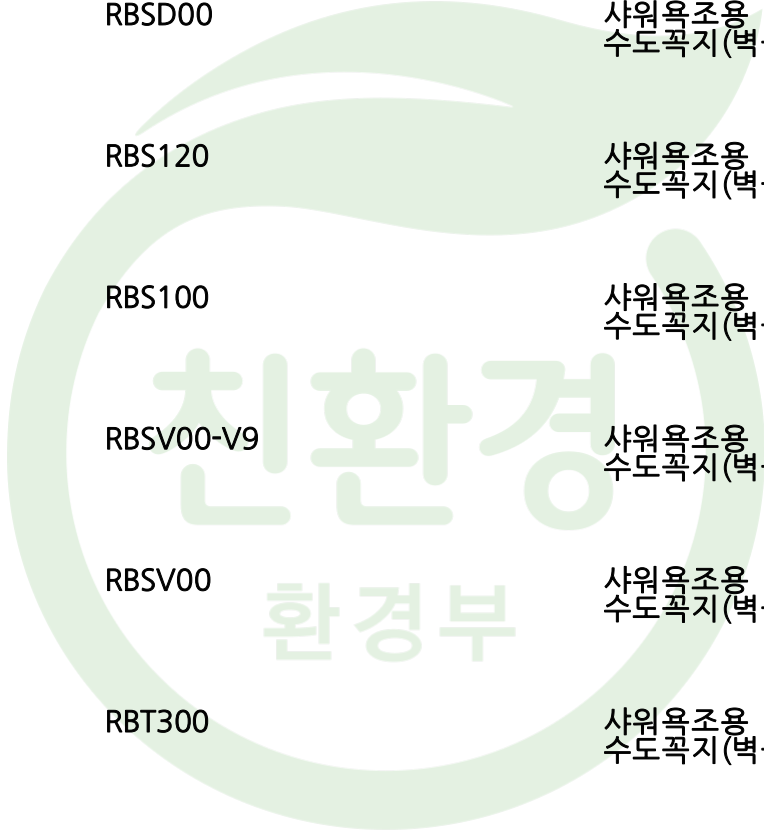 RBSD00 샤워욕조용
수도꼭지(벽
RBS120 샤워욕조용
수도꼭지(벽
RBS100 샤워욕조용
수도꼭지(벽
친환경
RBSV00-V9 샤워욕조용
수도꼭지(벽
RBSV00 샤워욕조용
수도꼭지(벽
환경부
RBT300 샤워욕조용
수도꼭지(벽